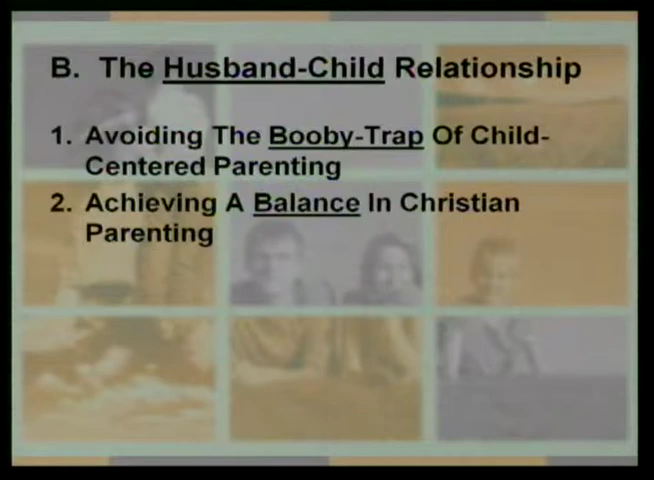 B. The Husband-Child Relationship
1. Avoiding The Booby-Trap Of Child-
Centered Parenting
2. Achieving A Balance In Christian
Parenting